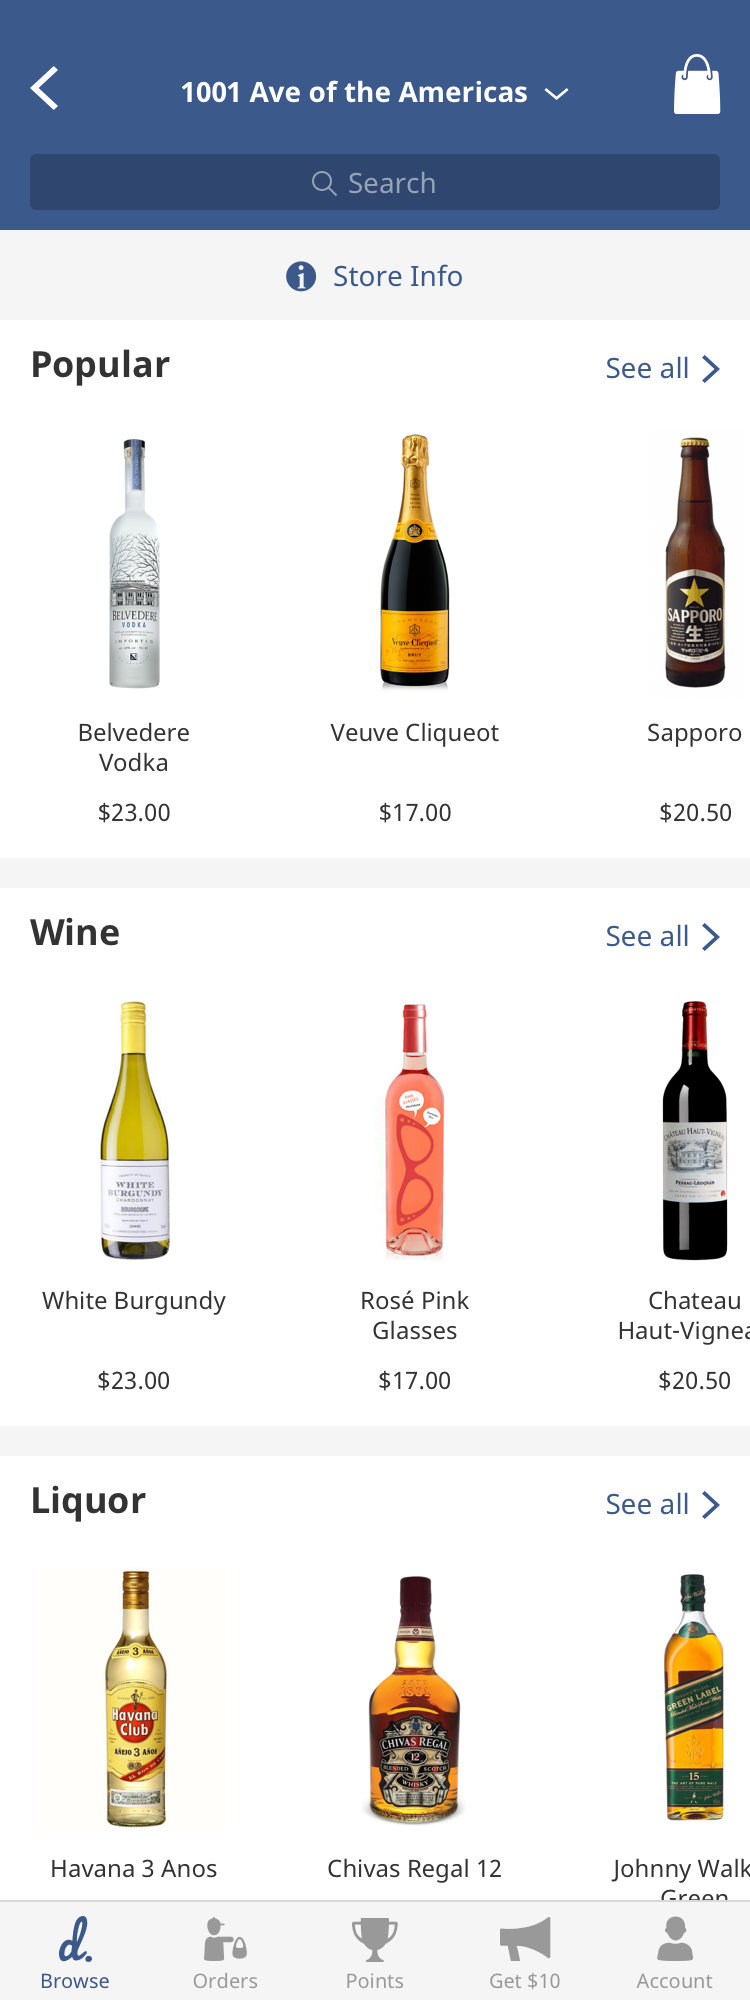 1001 Ave of the Americas
Search
Store Info
Popular
See all
BELVEDERE
VODKA
IMPORTED
Veuve Clicquot
BRUT
SAPPORO
生
Belvedere
Vodka
Veuve Cliqueot
Sapporo
$23.00
$17.00
$20.50
Wine
See all
WHITE
BURGUNDY
CHARDONNAY
BOURGOGNE
CHATEAU HAUT-VIGNEA
PESSAC-LÉOGNAN
White Burgundy
Rosé Pink
Glasses
Chateau
Haut-Vignea
$23.00
$17.00
$20.50
Liquor
See all
AÑEJO 3 AÑOS
Havana
Club
AÑEJO 3 AÑOS
CHIVAS REGAL
12
BLENDED SCOTCH
WHISKY
GREEN LABEL
15
Havana 3 Anos
Chivas Regal 12
Johnny Walk
Green
d.
Browse
Orders
Points
Get $10
Account